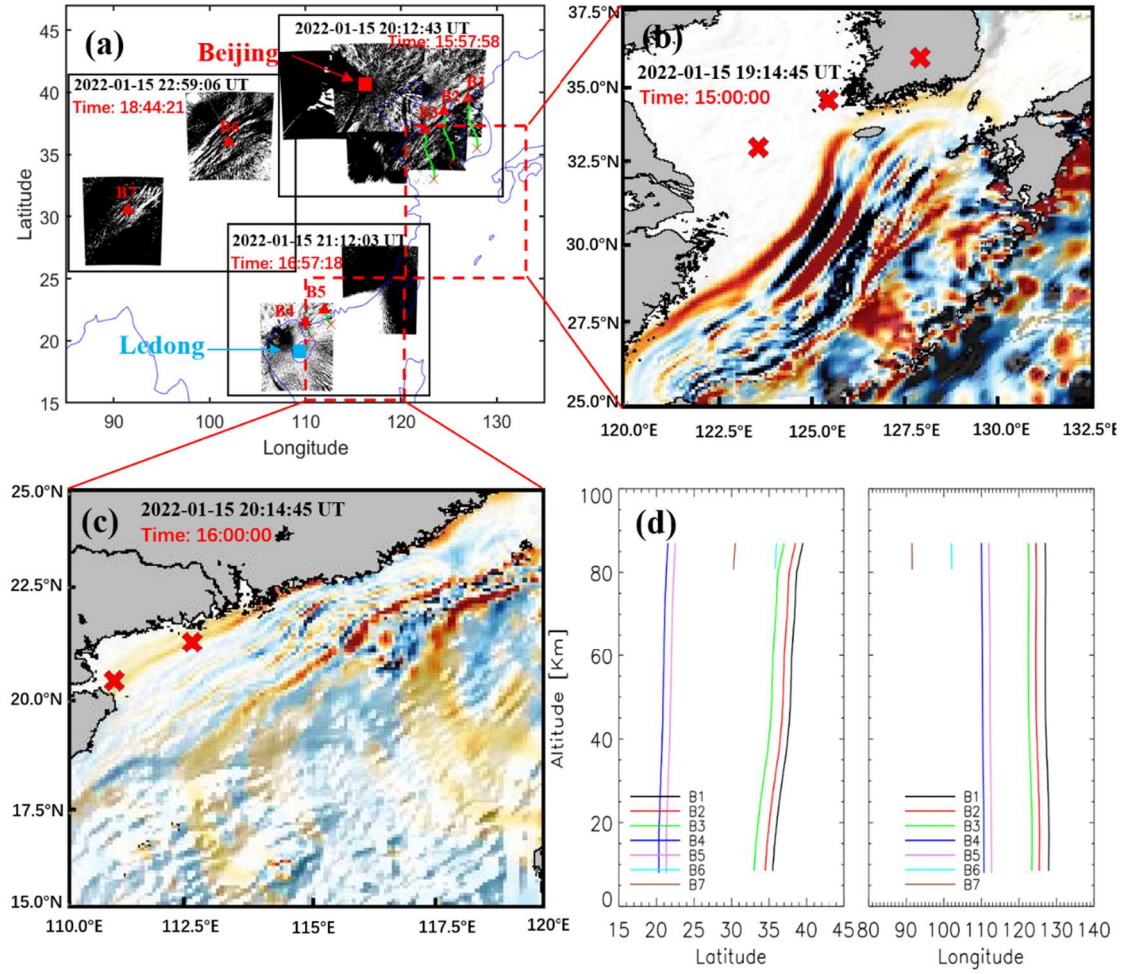 (a)
2022-01-15 20:12:43 UT
Time: 15:57:58
Beijing
B1
B2
B3
2022-01-15 22:59:06 UT
Time: 18:44:21
B6
B7
2022-01-15 21:12:03 UT
Time: 16:57:18
B5
B4
Ledong
45
40
35
30
25
20
15
Latitude
90
100
110
120
130
Longitude
(b)
2022-01-15 19:14:45 UT
Time: 15:00:00
37.5°N
35.0°N
32.5°N
30.0°N
27.5°N
25.0°N
120.0°E
122.5°E
125.0°E
127.5°E
130.0°E
132.5°E
(c)
2022-01-15 20:14:45 UT
Time: 16:00:00
25.0°N
22.5°N
20.0°N
17.5°N
15.0°N
110.0°E
112.5°E
115.0°E
117.5°E
120°E
(d)
100
80
60
40
20
0
Altitude [Km]
B1
B2
B3
B4
B5
B6
B7
15 20 25 30 35 40 45
Latitude
B1
B2
B3
B4
B5
B6
B7
80 90 100 110 120 130 140
Longitude